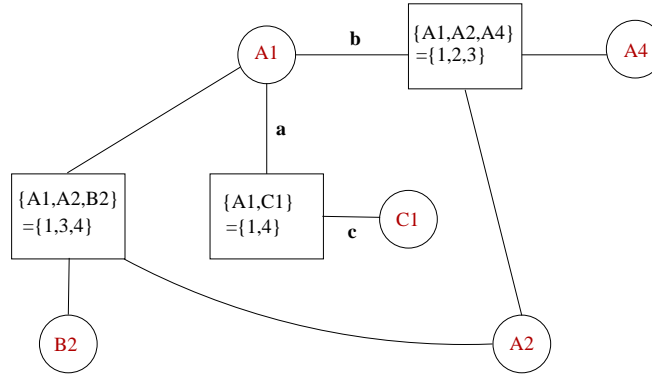 b
{A1,A2,A4}
={1,2,3}
A1
A4
a
{A1,A2,B2}
={1,3,4}
{A1,C1}
={1,4}
C1
c
B2
A2